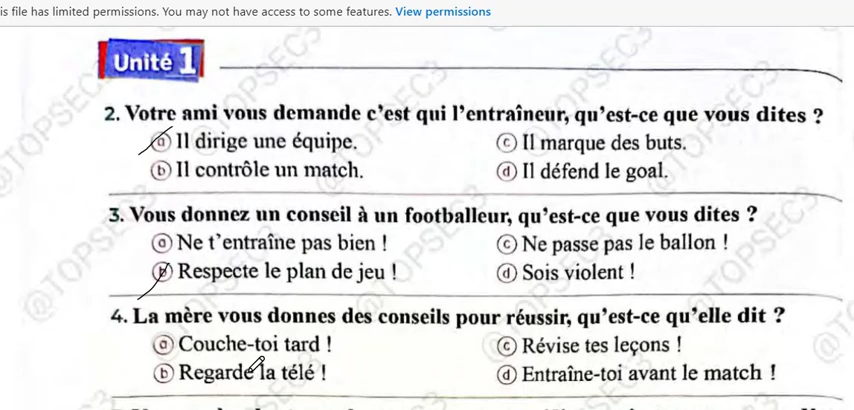 is file has limited permissions. You may not have access to some features. View permissions
Unité 1
2. Votre ami vous demande c'est qui l'entraîneur, qu'est-ce que vous dites ?
ⓐ Il dirige une équipe.
ⓒ Il marque des buts.
ⓑ Il contrôle un match.
ⓓ Il défend le goal.
3. Vous donnez un conseil à un footballeur, qu'est-ce que vous dites ?
ⓐ Ne t'entraîne pas bien !
ⓒ Ne passe pas le ballon !
ⓑ Respecte le plan de jeu !
ⓓ Sois violent !
4. La mère vous donnes des conseils pour réussir, qu'est-ce qu'elle dit ?
ⓐ Couche-toi tard !
ⓒ Révise tes leçons !
ⓑ Regarde la télé !
ⓓ Entraîne-toi avant le match !
@TOPSEC3